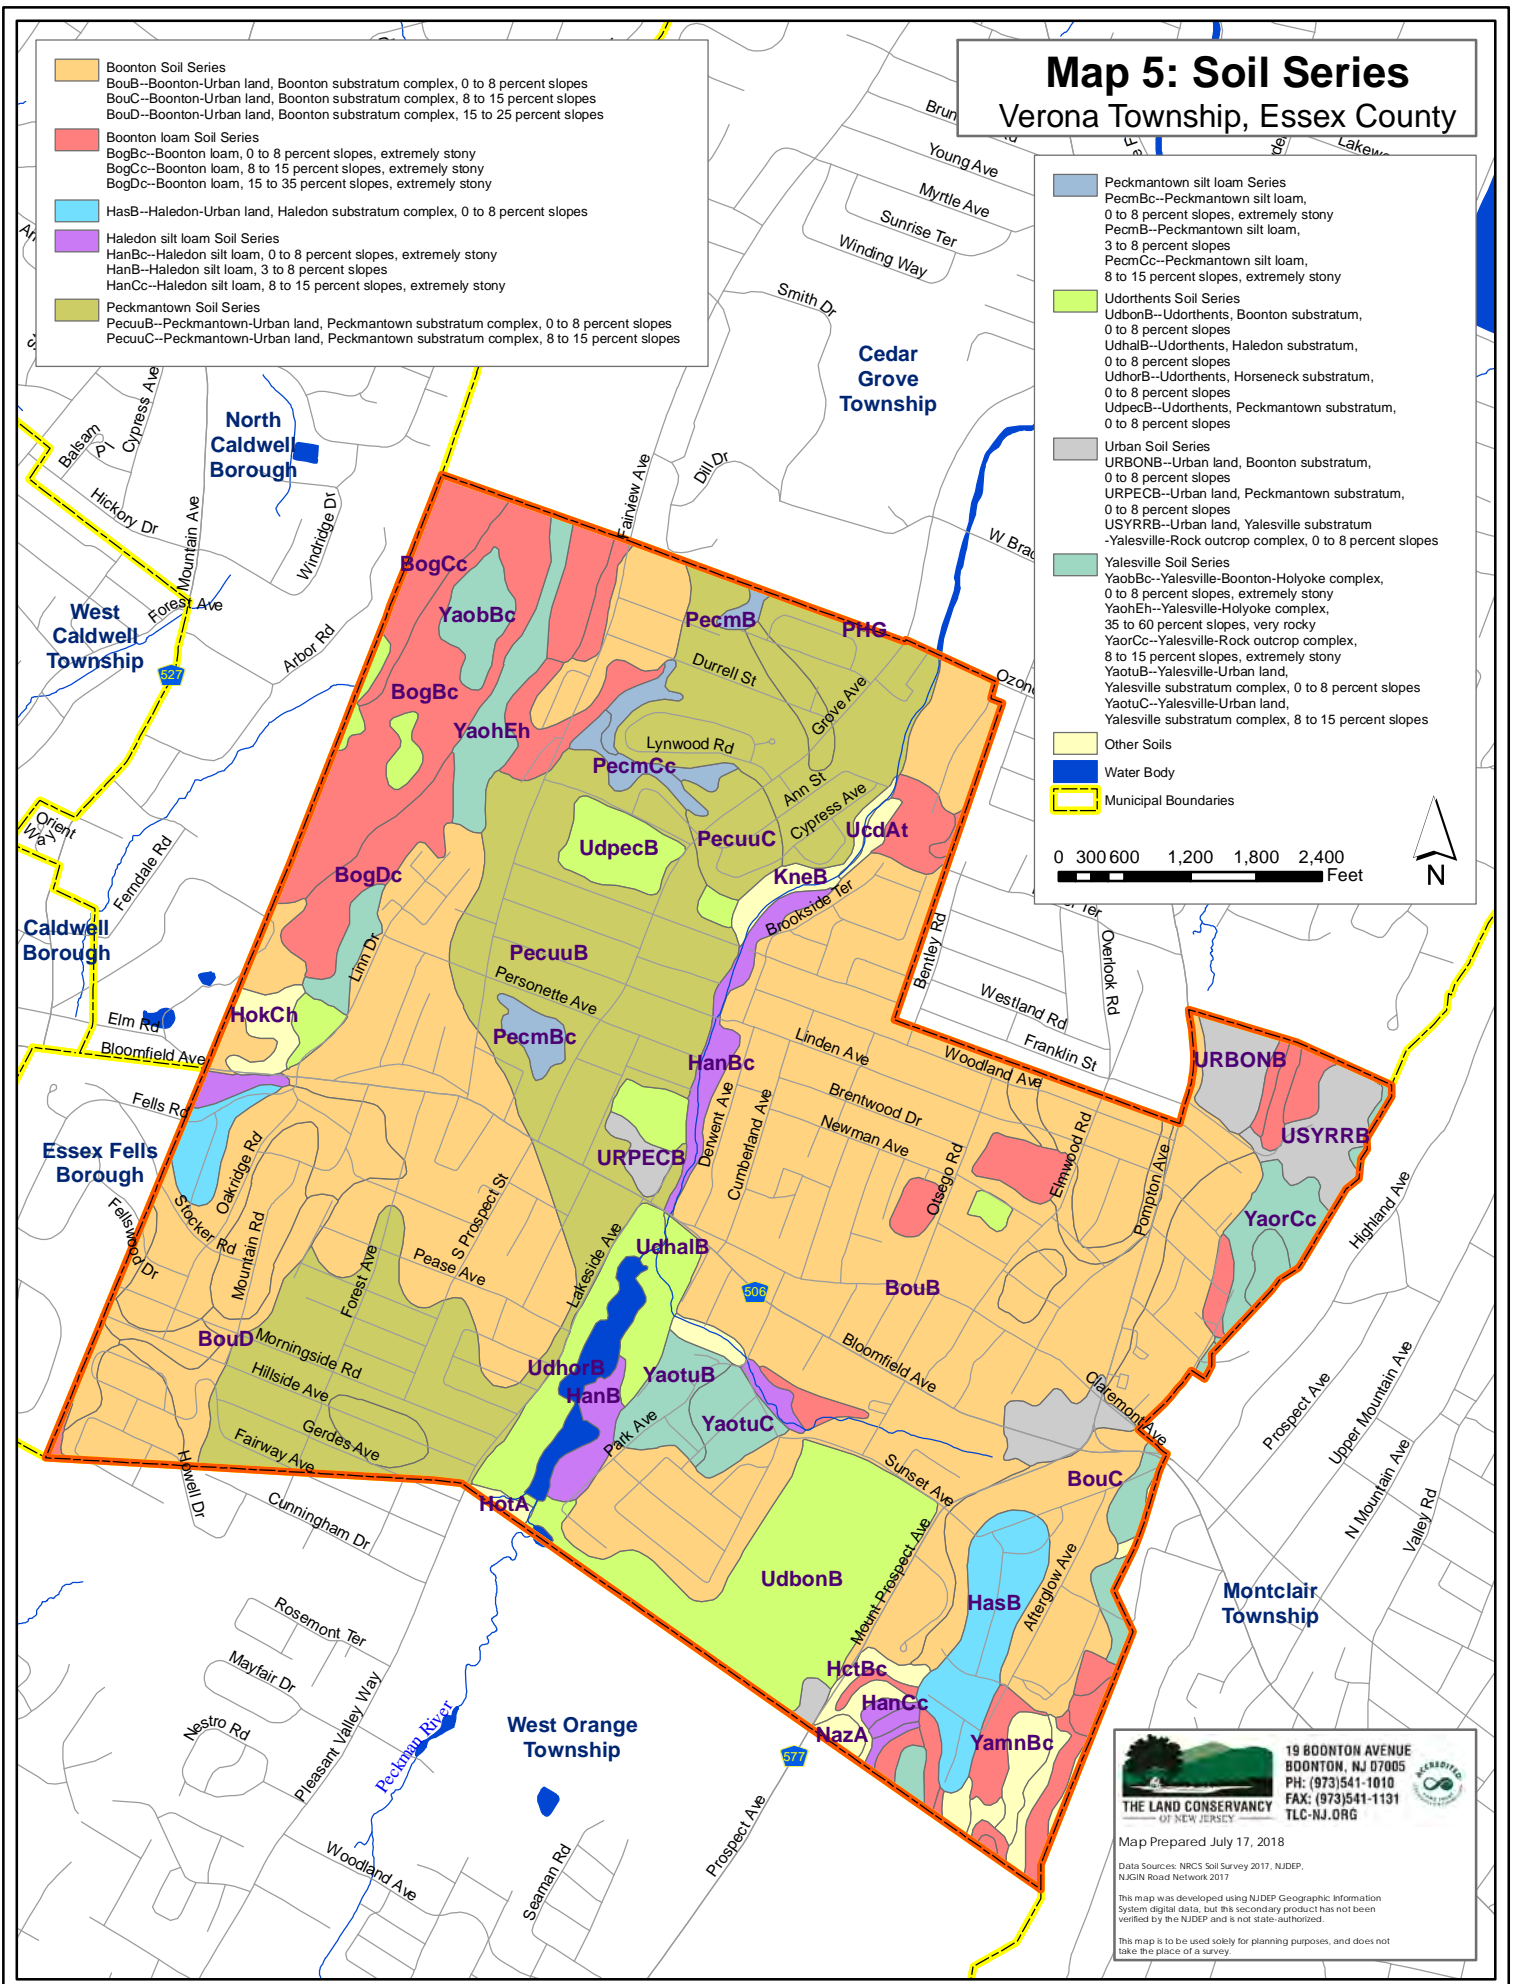 Map 5: Soil Series
Verona Township, Essex County
Boonton Soil Series
BouB--Boonton-Urban land, Boonton substratum complex, 0 to 8 percent slopes
BouC--Boonton-Urban land, Boonton substratum complex, 8 to 15 percent slopes
BouD--Boonton-Urban land, Boonton substratum complex, 15 to 25 percent slopes
Boonton loam Soil Series
BogBc--Boonton loam, 0 to 8 percent slopes, extremely stony
BogCc--Boonton loam, 8 to 15 percent slopes, extremely stony
BogDc--Boonton loam, 15 to 35 percent slopes, extremely stony
HasB--Haledon-Urban land, Haledon substratum complex, 0 to 8 percent slopes
Haledon silt loam Soil Series
HanBc--Haledon silt loam, 0 to 8 percent slopes, extremely stony
HanB--Haledon silt loam, 3 to 8 percent slopes
HanCc--Haledon silt loam, 8 to 15 percent slopes, extremely stony
Peckmantown Soil Series
PecuuB--Peckmantown-Urban land, Peckmantown substratum complex, 0 to 8 percent slopes
PecuuC--Peckmantown-Urban land, Peckmantown substratum complex, 8 to 15 percent slopes
Peckmantown silt loam Series
PecmBc--Peckmantown silt loam,
0 to 8 percent slopes, extremely stony
PecmB--Peckmantown silt loam,
3 to 8 percent slopes
PecmCc--Peckmantown silt loam,
8 to 15 percent slopes, extremely stony
Udorthents Soil Series
UdbonB--Udorthents, Boonton substratum,
0 to 8 percent slopes
UdhalB--Udorthents, Haledon substratum,
0 to 8 percent slopes
UdhorB--Udorthents, Horseneck substratum,
0 to 8 percent slopes
UdpecB--Udorthents, Peckmantown substratum,
0 to 8 percent slopes
Urban Soil Series
URBONB--Urban land, Boonton substratum,
0 to 8 percent slopes
URPECB--Urban land, Peckmantown substratum,
0 to 8 percent slopes
USYRRB--Urban land, Yalesville substratum
-Yalesville-Rock outcrop complex, 0 to 8 percent slopes
Yalesville Soil Series
YaobBc--Yalesville-Boonton-Holyoke complex,
0 to 8 percent slopes, extremely stony
YaohEh--Yalesville-Holyoke complex,
35 to 60 percent slopes, very rocky
YaorCc--Yalesville-Rock outcrop complex,
8 to 15 percent slopes, extremely stony
YaotuB--Yalesville-Urban land,
Yalesville substratum complex, 0 to 8 percent slopes
YaotuC--Yalesville-Urban land,
Yalesville substratum complex, 8 to 15 percent slopes
Other Soils
Water Body
Municipal Boundaries
0 300 600 1,200 1,800 2,400
Feet
N
Young Ave
Myrtle Ave
Sunrise Ter
Winding Way
Smith Dr
Cedar
Grove
Township
North
Caldwell
Borough
West
Caldwell
Township
Caldwell
Borough
Essex Fells
Borough
West Orange
Township
Montclair
Township
Cypress Ave
Balsam
Pl
Hickory Dr
Mountain Ave
Windridge Dr
Forest Ave
Arbor Rd
527
Orient
Way
Ferndale Rd
Elm Rd
Bloomfield Ave
Fells Rd
Fellswood Dr
Fairview Ave
Dill Dr
BogCc
YaobBc
BogBc
YaohEh
PecmB
PHG
Durrell St
Grove Ave
Lynwood Rd
PecmCc
Ann St
Cypress Ave
UdpecB
PecuuC
UcdAt
KneB
Brookside Ter
BogDc
Linn Dr
PecuuB
Personette Ave
HokCh
PecmBc
HanBc
Linden Ave
Woodland Ave
Bentley Rd
Westland Rd
Franklin St
Overlook Rd
Brentwood Dr
Newman Ave
Derwent Ave
Cumberland Ave
Otsego Rd
Elmwood Rd
Pompton Ave
URBONB
USYRRB
YaorCc
Highland Ave
URPECB
Stocker Rd
Oakridge Rd
Mountain Rd
S Prospect St
Pease Ave
Forest Ave
Lakeside Ave
UdhalB
506
BouB
BouD
Morningside Rd
Hillside Ave
Gerdes Ave
Fairway Ave
Howell Dr
Cunningham Dr
UdhorB
HanB
YaotuB
YaotuC
Park Ave
Bloomfield Ave
Claremont Ave
Prospect Ave
Upper Mountain Ave
N Mountain Ave
Valley Rd
HotA
Sunset Ave
BouC
UdbonB
Mount Prospect Ave
HasB
Afterglow Ave
HctBc
HanCc
NazA
YamnBc
577
Rosemont Ter
Mayfair Dr
Nestro Rd
Pleasant Valley Way
Peckman River
Woodland Ave
Seaman Rd
Prospect Ave
THE LAND CONSERVANCY
OF NEW JERSEY
19 BOONTON AVENUE
BOONTON, NJ 07005
PH: (973)541-1010
FAX: (973)541-1131
TLC-NJ.ORG
ACCREDITED
Map Prepared July 17, 2018
Data Sources: NRCS Soil Survey 2017, NJDEP,
NJGIN Road Network 2017
This map was developed using NJDEP Geographic Information
System digital data, but this secondary product has not been
verified by the NJDEP and is not state-authorized.
This map is to be used solely for planning purposes, and does not
take the place of a survey.